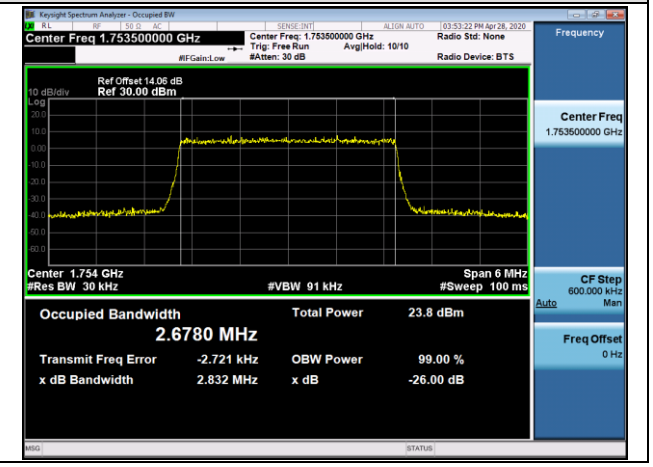 Keysight Spectrum Analyzer - Occupied BW
RL RF 50 Ω AC SENSE:INT ALIGN AUTO 03:53:22 PM Apr 28, 2020
Center Freq 1.753500000 GHz
Center Freq: 1.753500000 GHz
Radio Std: None
Trig: Free Run Avg|Hold: 10/10
#IFGain:Low #Atten: 30 dB Radio Device: BTS
Frequency
Ref Offset 14.06 dB
10 dB/div Ref 30.00 dBm
Log
20.0
10.0
0.00
-10.0
-20.0
-30.0
-40.0
-50.0
-60.0
Center 1.754 GHz Span 6 MHz
#Res BW 30 kHz #VBW 91 kHz #Sweep 100 ms
Occupied Bandwidth Total Power 23.8 dBm
2.6780 MHz
Transmit Freq Error -2.721 kHz OBW Power 99.00 %
x dB Bandwidth 2.832 MHz x dB -26.00 dB
Center Freq
1.753500000 GHz
CF Step
600.000 kHz
Auto Man
Freq Offset
0 Hz
MSG STATUS